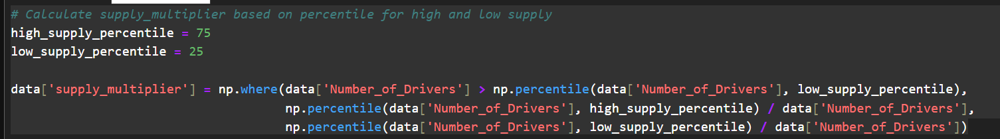 # Calculate supply_multiplier based on percentile for high and low supply
high_supply_percentile = 75
low_supply_percentile = 25
data['supply_multiplier'] = np.where(data['Number_of_Drivers'] > np.percentile(data['Number_of_Drivers'], low_supply_percentile),
np.percentile(data['Number_of_Drivers'], high_supply_percentile) / data['Number_of_Drivers'],
np.percentile(data['Number_of_Drivers'], low_supply_percentile) / data['Number_of_Drivers'])